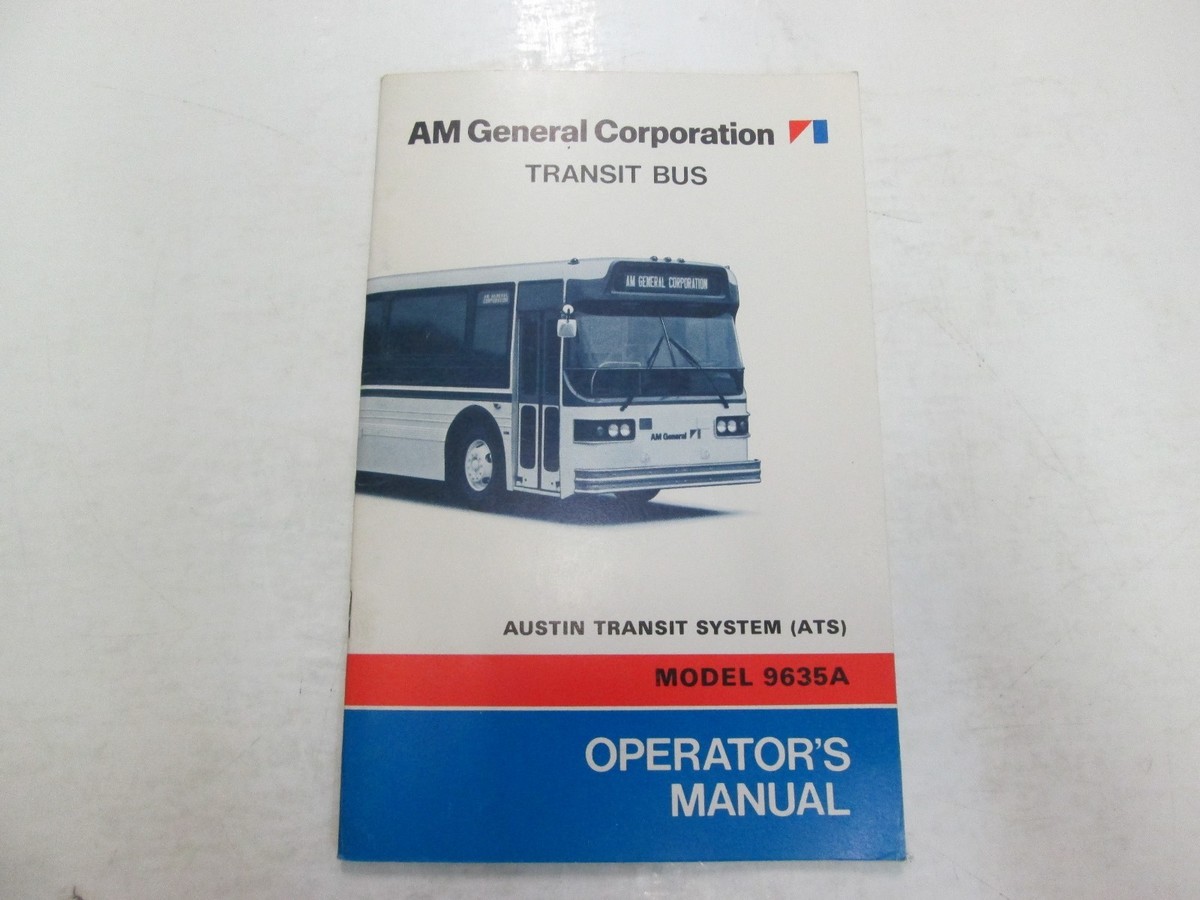 AM General Corporation
TRANSIT BUS
AM GENERAL CORPORATION
AM General
AUSTIN TRANSIT SYSTEM (ATS)
MODEL 9635A
OPERATOR'S
MANUAL